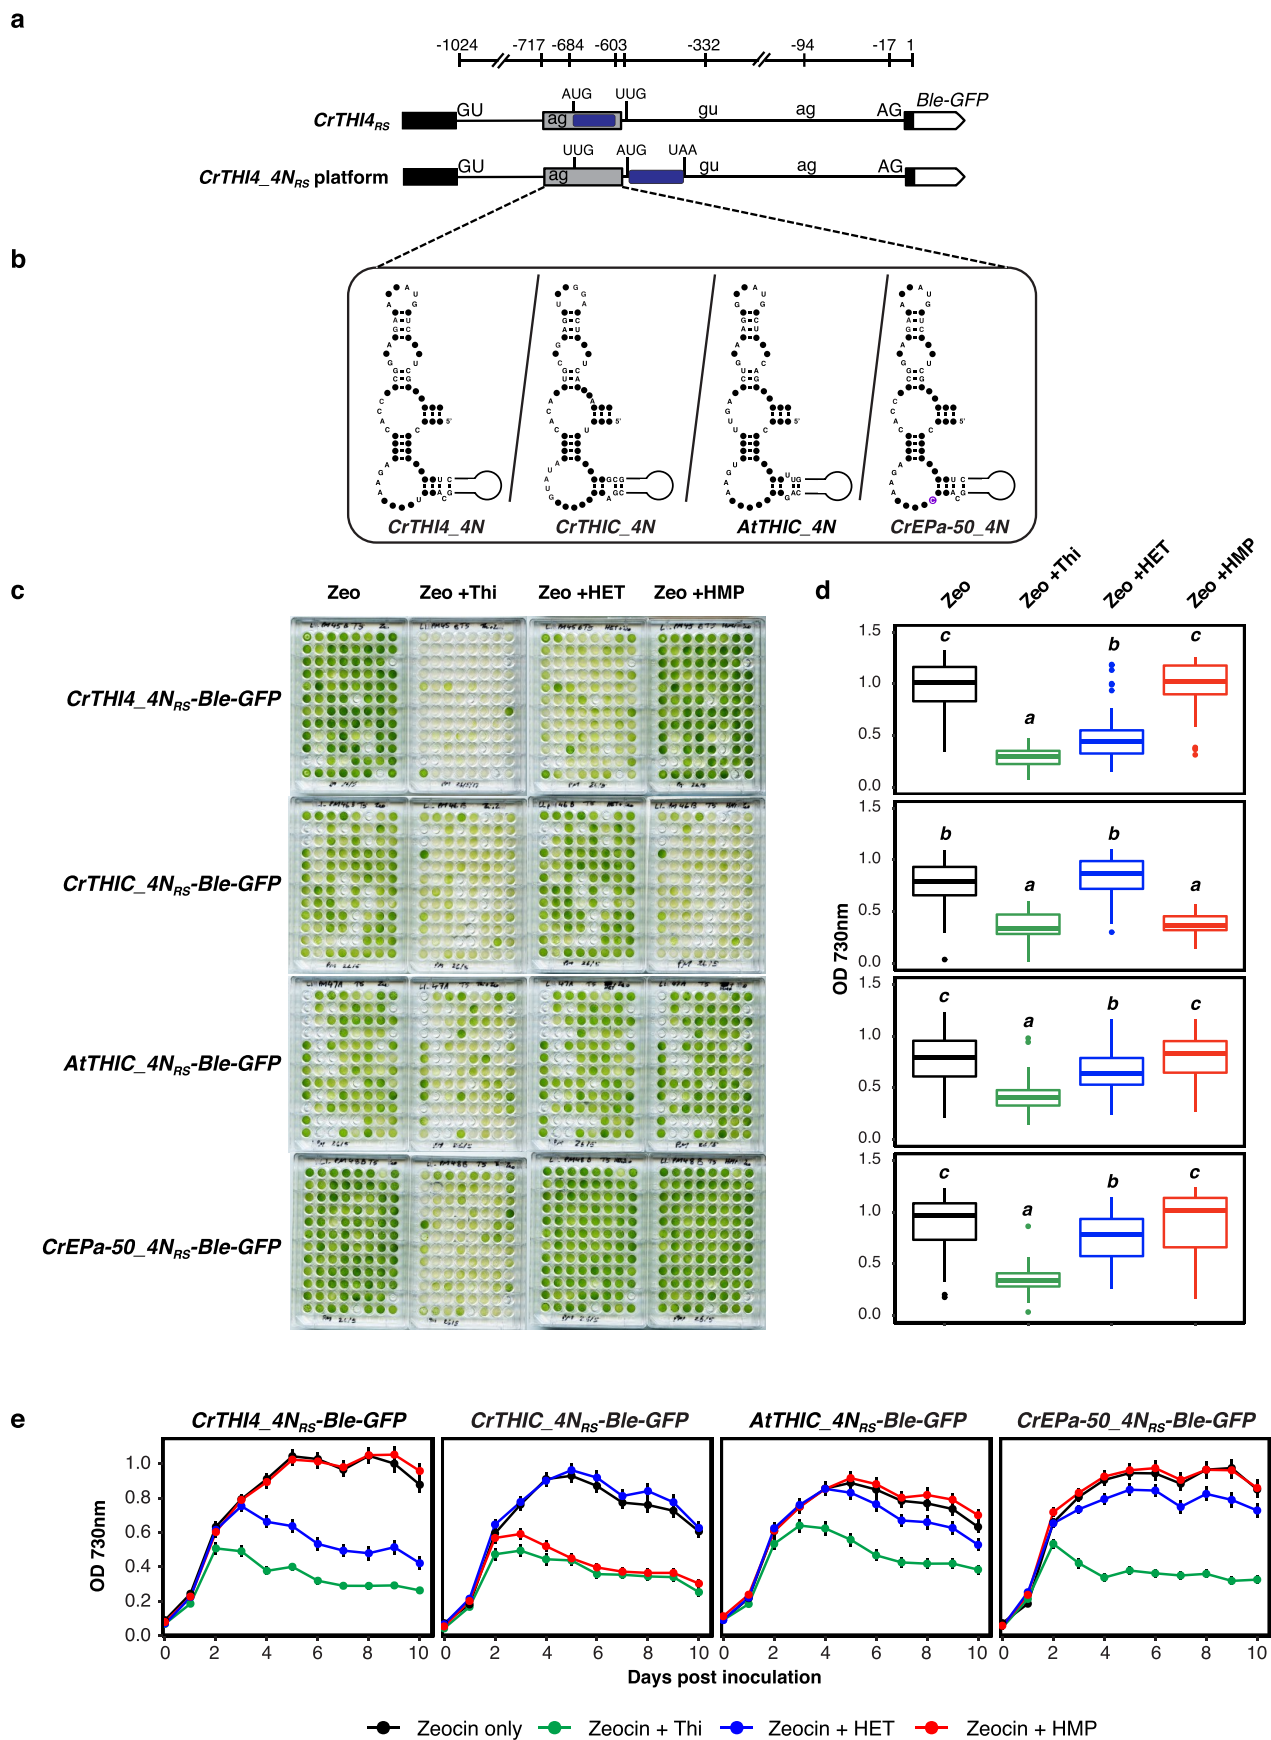 a
-1024 -717 -684 -603 -332 -94 -17 1
AUG UUG Ble-GFP
CrTHI4RS GU ag gu ag AG
UUG AUG UAA
CrTHI4_4NRS platform GU ag gu ag AG
b
5' 5' 5' 5'
CrTHI4_4N CrTHIC_4N AtTHIC_4N CrEPa-50_4N
c
Zeo Zeo +Thi Zeo +HET Zeo +HMP
CrTHI4_4NRS-Ble-GFP
CrTHIC_4NRS-Ble-GFP
AtTHIC_4NRS-Ble-GFP
CrEPa-50_4NRS-Ble-GFP
d
Zeo Zeo +Thi Zeo +HET Zeo +HMP
OD 730nm
1.5
1.0
0.5
0.0
c a b c
1.5
1.0
0.5
0.0
b a b a
1.5
1.0
0.5
0.0
c a b c
1.5
1.0
0.5
0.0
c a b c
e
CrTHI4_4NRS-Ble-GFP CrTHIC_4NRS-Ble-GFP AtTHIC_4NRS-Ble-GFP CrEPa-50_4NRS-Ble-GFP
OD 730nm
1.0
0.8
0.6
0.4
0.2
0.0
0 2 4 6 8 10 0 2 4 6 8 10 0 2 4 6 8 10 0 2 4 6 8 10
Days post inoculation
Zeocin only Zeocin + Thi Zeocin + HET Zeocin + HMP